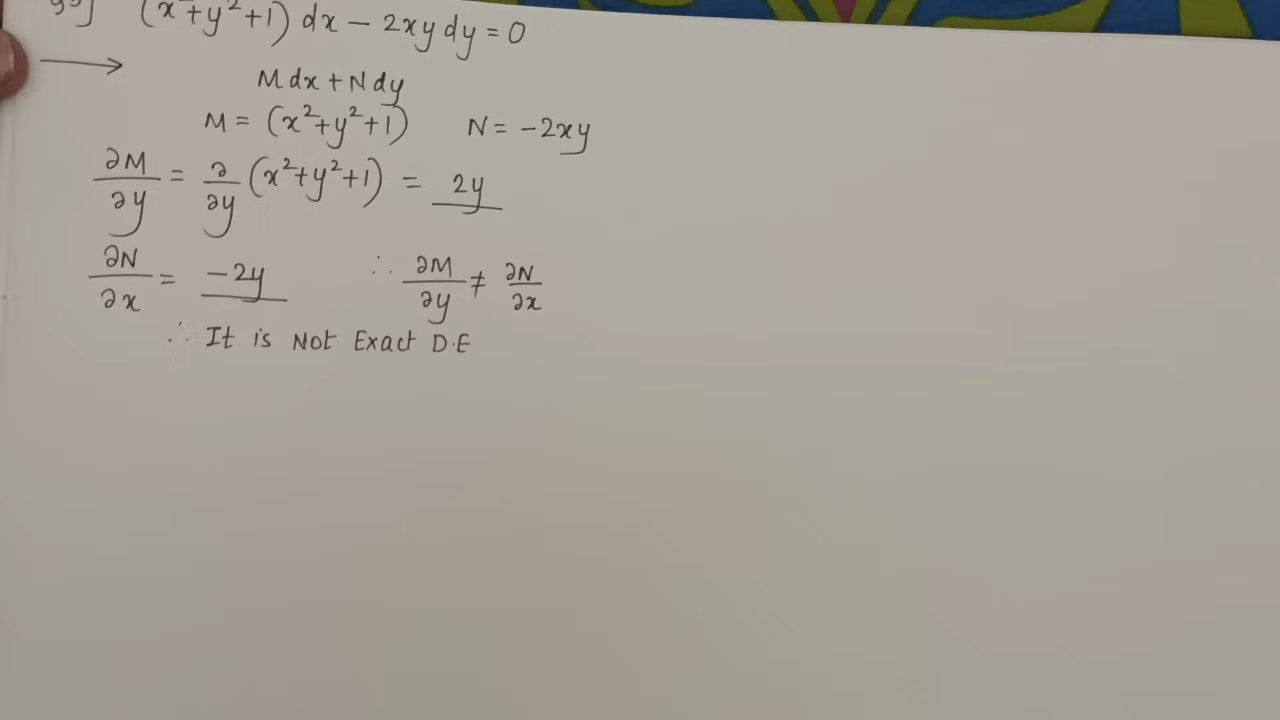 (x²+y²+1) dx − 2xy dy = 0
M dx + N dy
M = (x²+y²+1) N = −2xy
∂M/∂y = ∂/∂y (x²+y²+1) = 2y
∂N/∂x = −2y ∴ ∂M/∂y ≠ ∂N/∂x
∴ It is Not Exact D.E